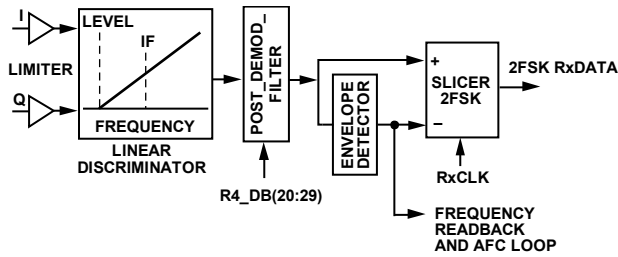 I
LIMITER
Q
LEVEL
IF
FREQUENCY
LINEAR
DISCRIMINATOR
POST_DEMOD_
FILTER
R4_DB(20:29)
ENVELOPE
DETECTOR
+
SLICER
2FSK
–
RxCLK
2FSK RxDATA
FREQUENCY
READBACK
AND AFC LOOP